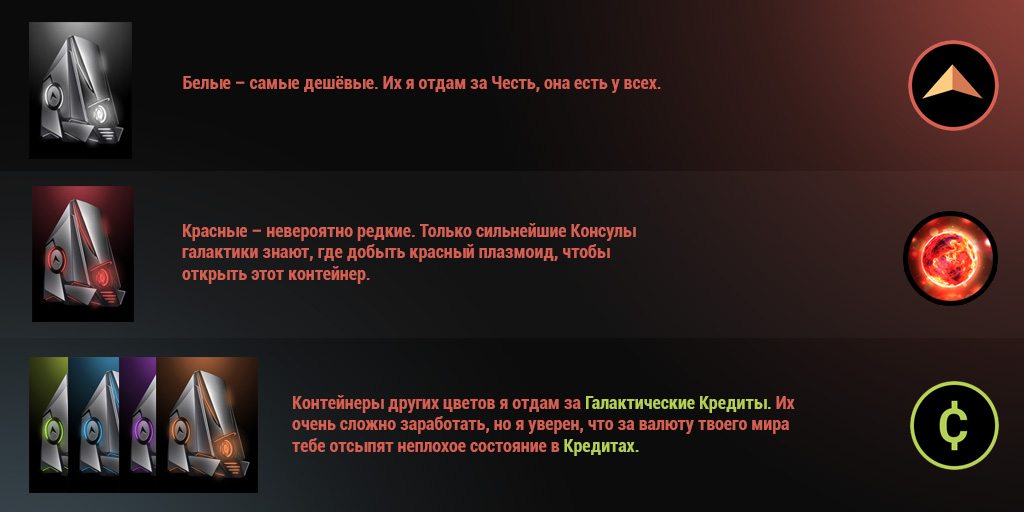 Белые – самые дешёвые. Их я отдам за Честь, она есть у всех.
Красные – невероятно редкие. Только сильнейшие Консулы
галактики знают, где добыть красный плазмоид, чтобы
открыть этот контейнер.
Контейнеры других цветов я отдам за Галактические Кредиты. Их
очень сложно заработать, но я уверен, что за валюту твоего мира
тебе отсыпят неплохое состояние в Кредитах.